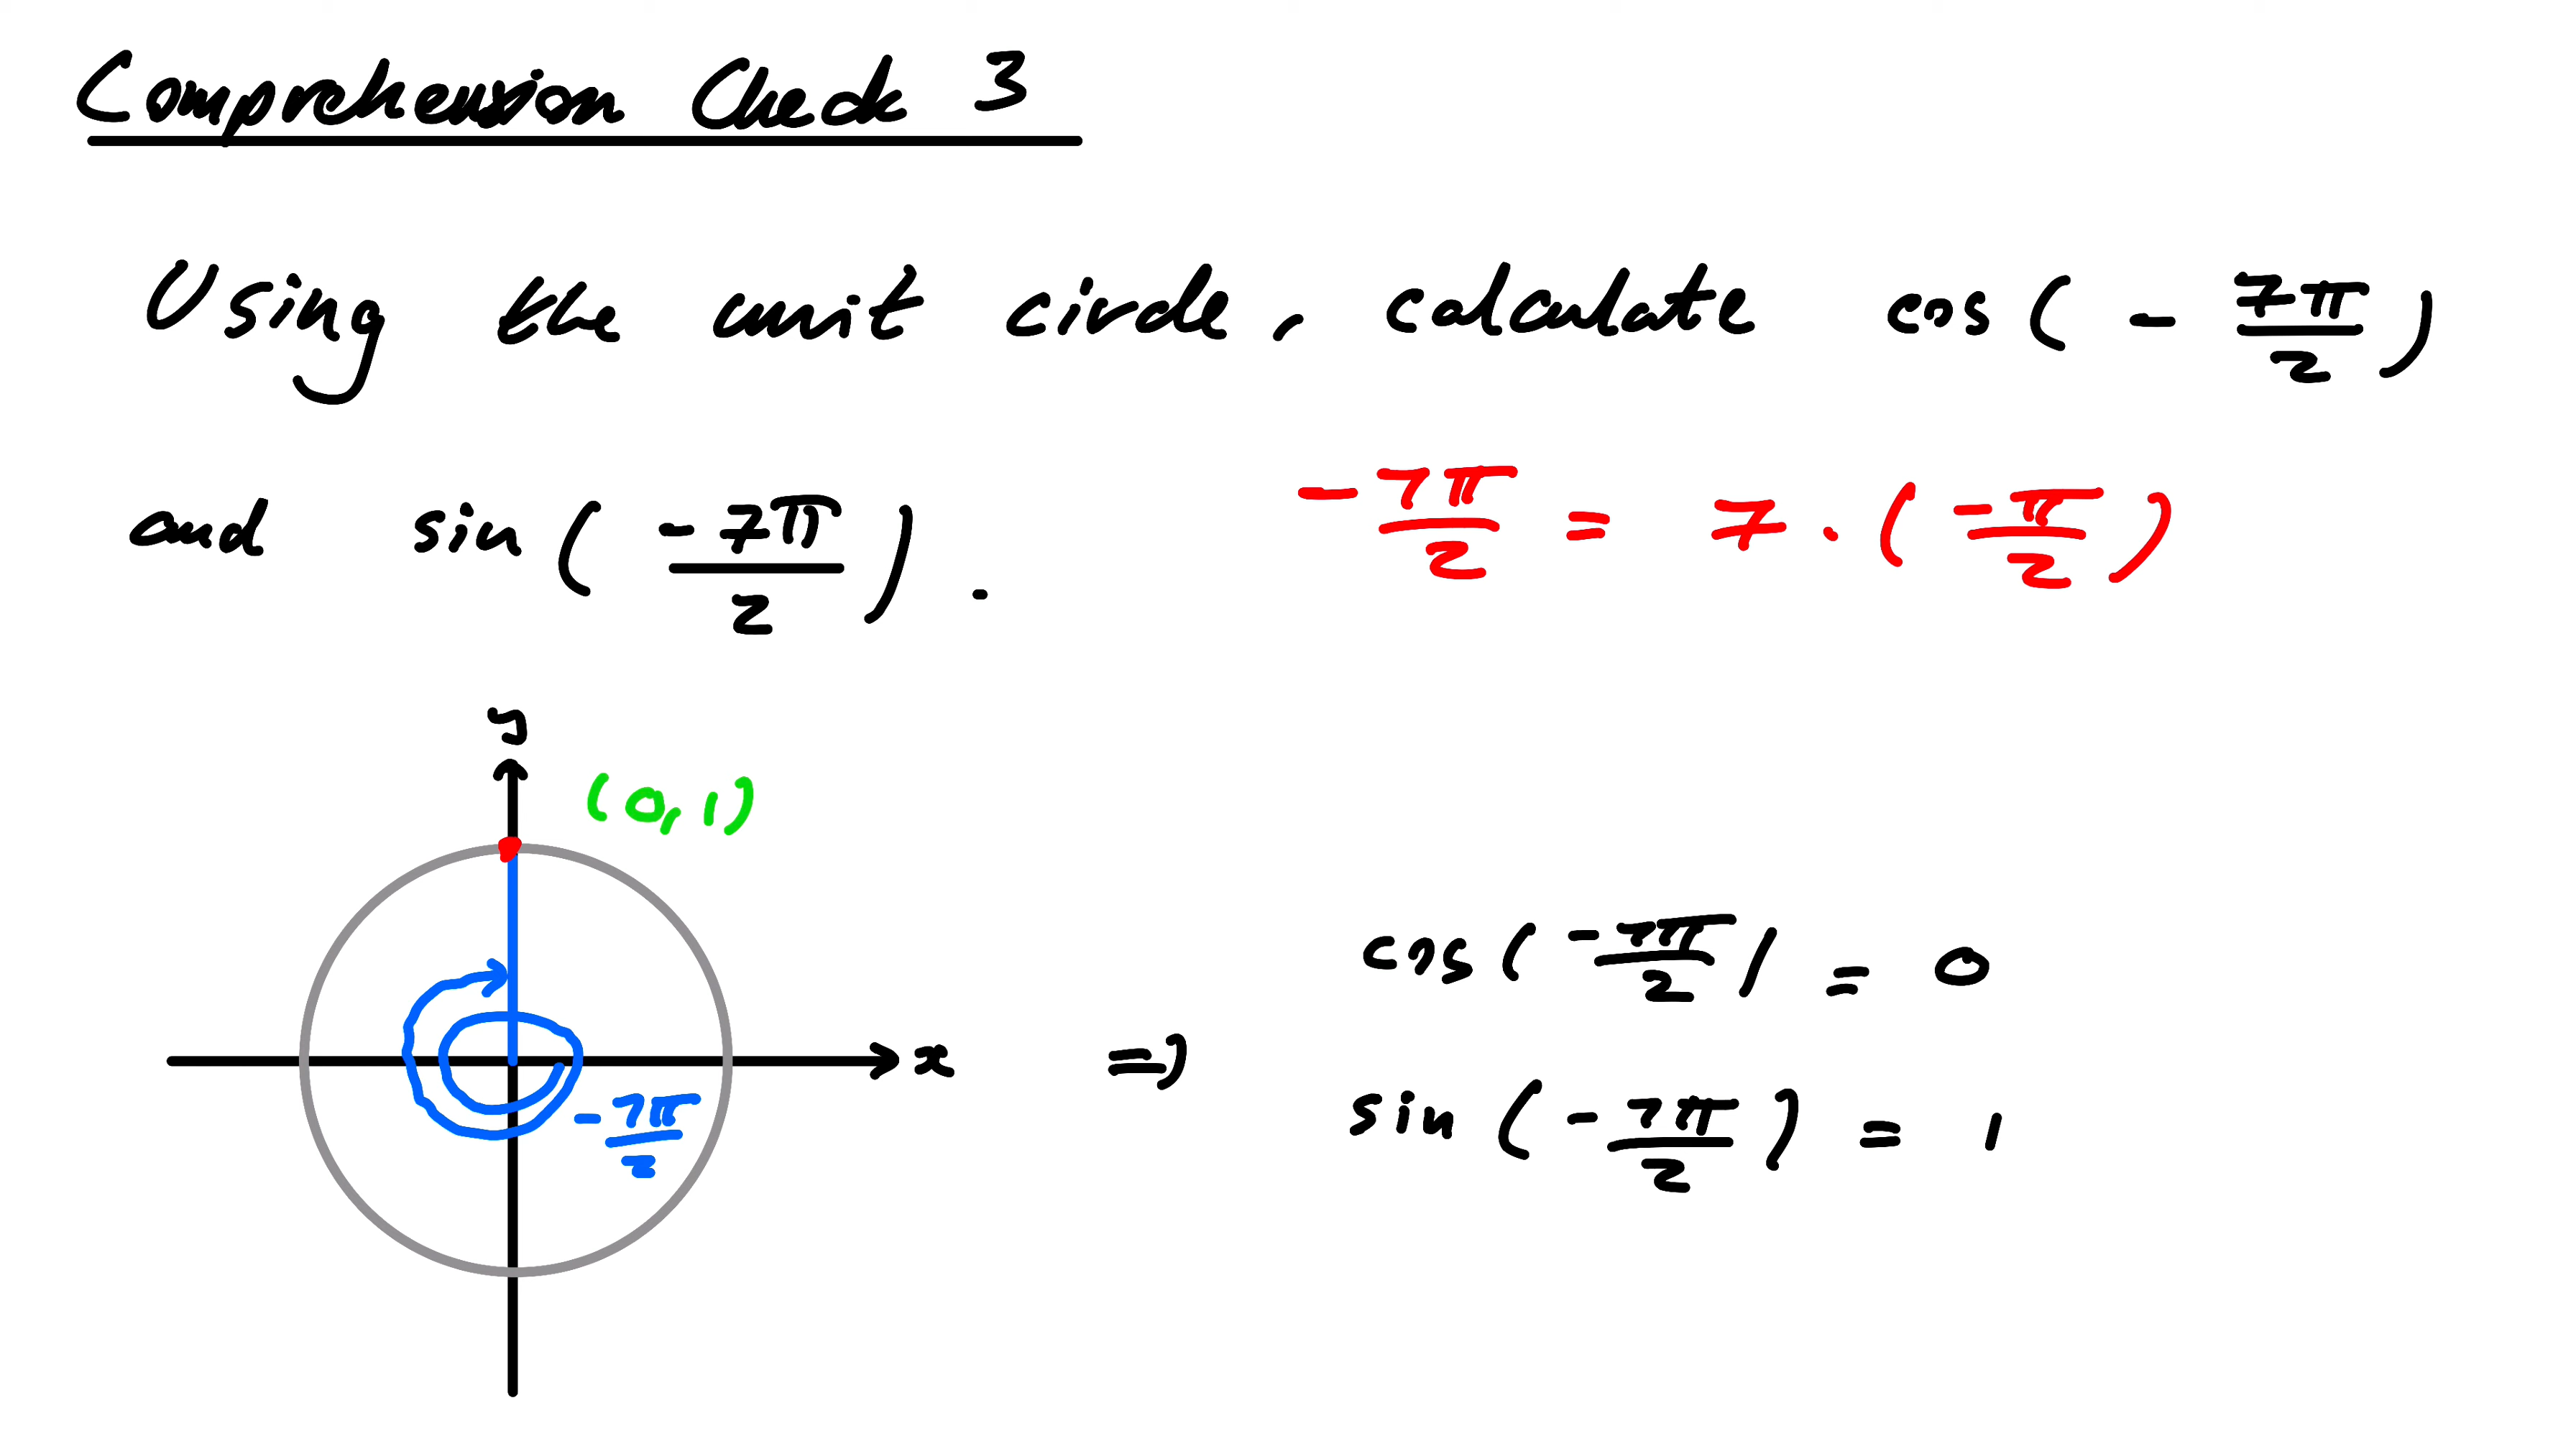 Comprehension Check 3
Using the unit circle, calculate cos(-7π/2)
and sin(-7π/2).
-7π/2 = 7·(-π/2)
y
(0,1)
cos(-7π/2) = 0
x ⇒
-7π/2
sin(-7π/2) = 1